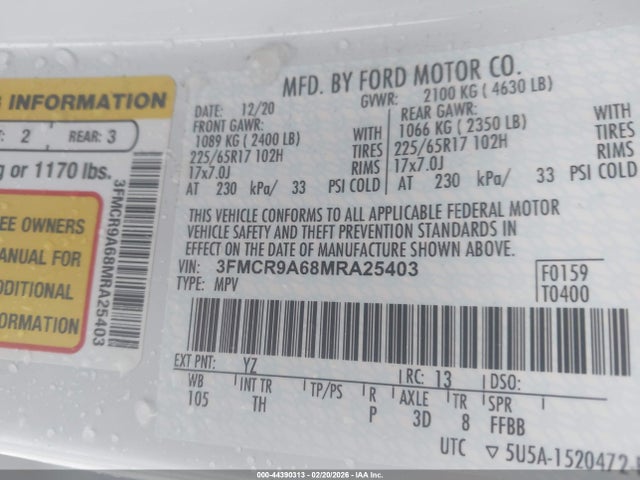 INFORMATION
2 REAR: 3
g or 1170 lbs.
EE OWNERS
ANUAL FOR
ADDITIONAL
INFORMATION
3FMCR9A68MRA25403
MFD. BY FORD MOTOR CO.
DATE: 12/20 GVWR: 2100 KG ( 4630 LB)
FRONT GAWR: REAR GAWR:
1089 KG ( 2400 LB) WITH 1066 KG ( 2350 LB) WITH
225/65R17 102H TIRES 225/65R17 102H TIRES
17x7.0J RIMS 17x7.0J RIMS
AT 230 kPa/ 33 PSI COLD AT 230 kPa/ 33 PSI COLD
THIS VEHICLE CONFORMS TO ALL APPLICABLE FEDERAL MOTOR
VEHICLE SAFETY AND THEFT PREVENTION STANDARDS IN
EFFECT ON THE DATE OF MANUFACTURE SHOWN ABOVE.
VIN: 3FMCR9A68MRA25403 F0159
TYPE: MPV T0400
EXT PNT: YZ RC: 13 DSO:
WB INT TR TP/PS R AXLE TR SPR
105 TH P 3D 8 FFBB
UTC ▽ 5U5A-1520472-
000-44390313 - 02/20/2026 - IAA Inc.